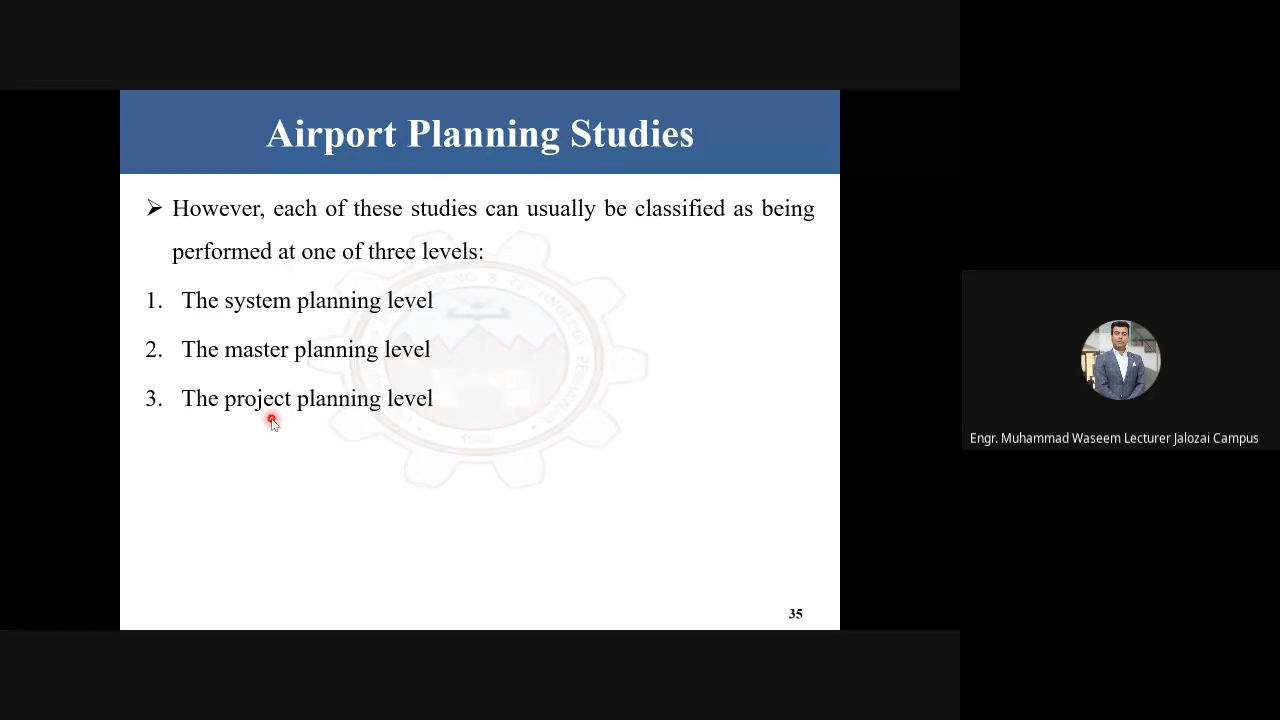 Airport Planning Studies
➢ However, each of these studies can usually be classified as being
performed at one of three levels:
1. The system planning level
2. The master planning level
3. The project planning level
35
Engr. Muhammad Waseem Lecturer Jalozai Campus